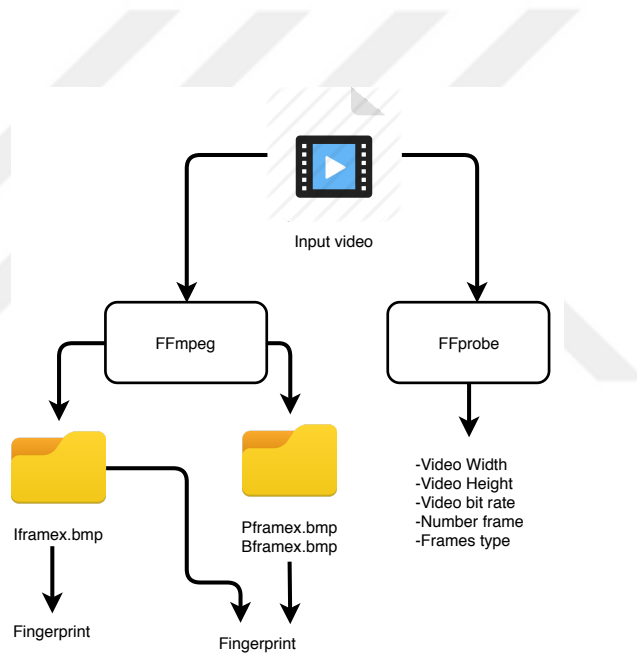 Input video
FFmpeg
FFprobe
Iframex.bmp
Pframex.bmp
Bframex.bmp
-Video Width
-Video Height
-Video bit rate
-Number frame
-Frames type
Fingerprint
Fingerprint